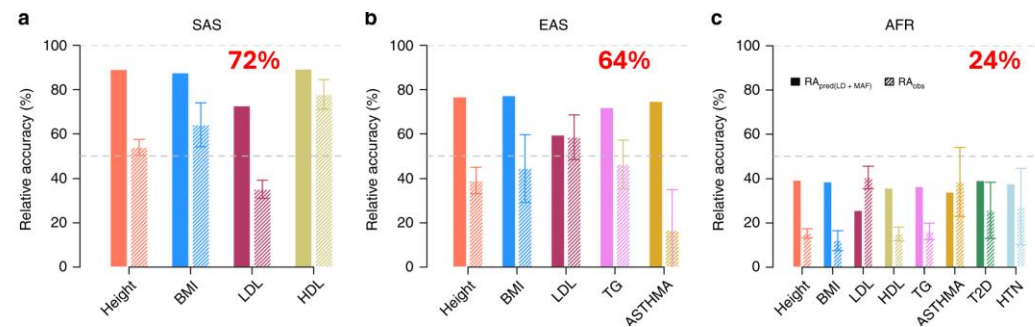 a
SAS
72%
Relative accuracy (%)
100
80
60
40
20
0
Height
BMI
LDL
HDL
b
EAS
64%
Relative accuracy (%)
100
80
60
40
20
0
Height
BMI
LDL
TG
ASTHMA
c
AFR
24%
RApred(LD + MAF)
RAobs
Relative accuracy (%)
100
80
60
40
20
0
Height
BMI
LDL
HDL
TG
ASTHMA
T2D
HTN